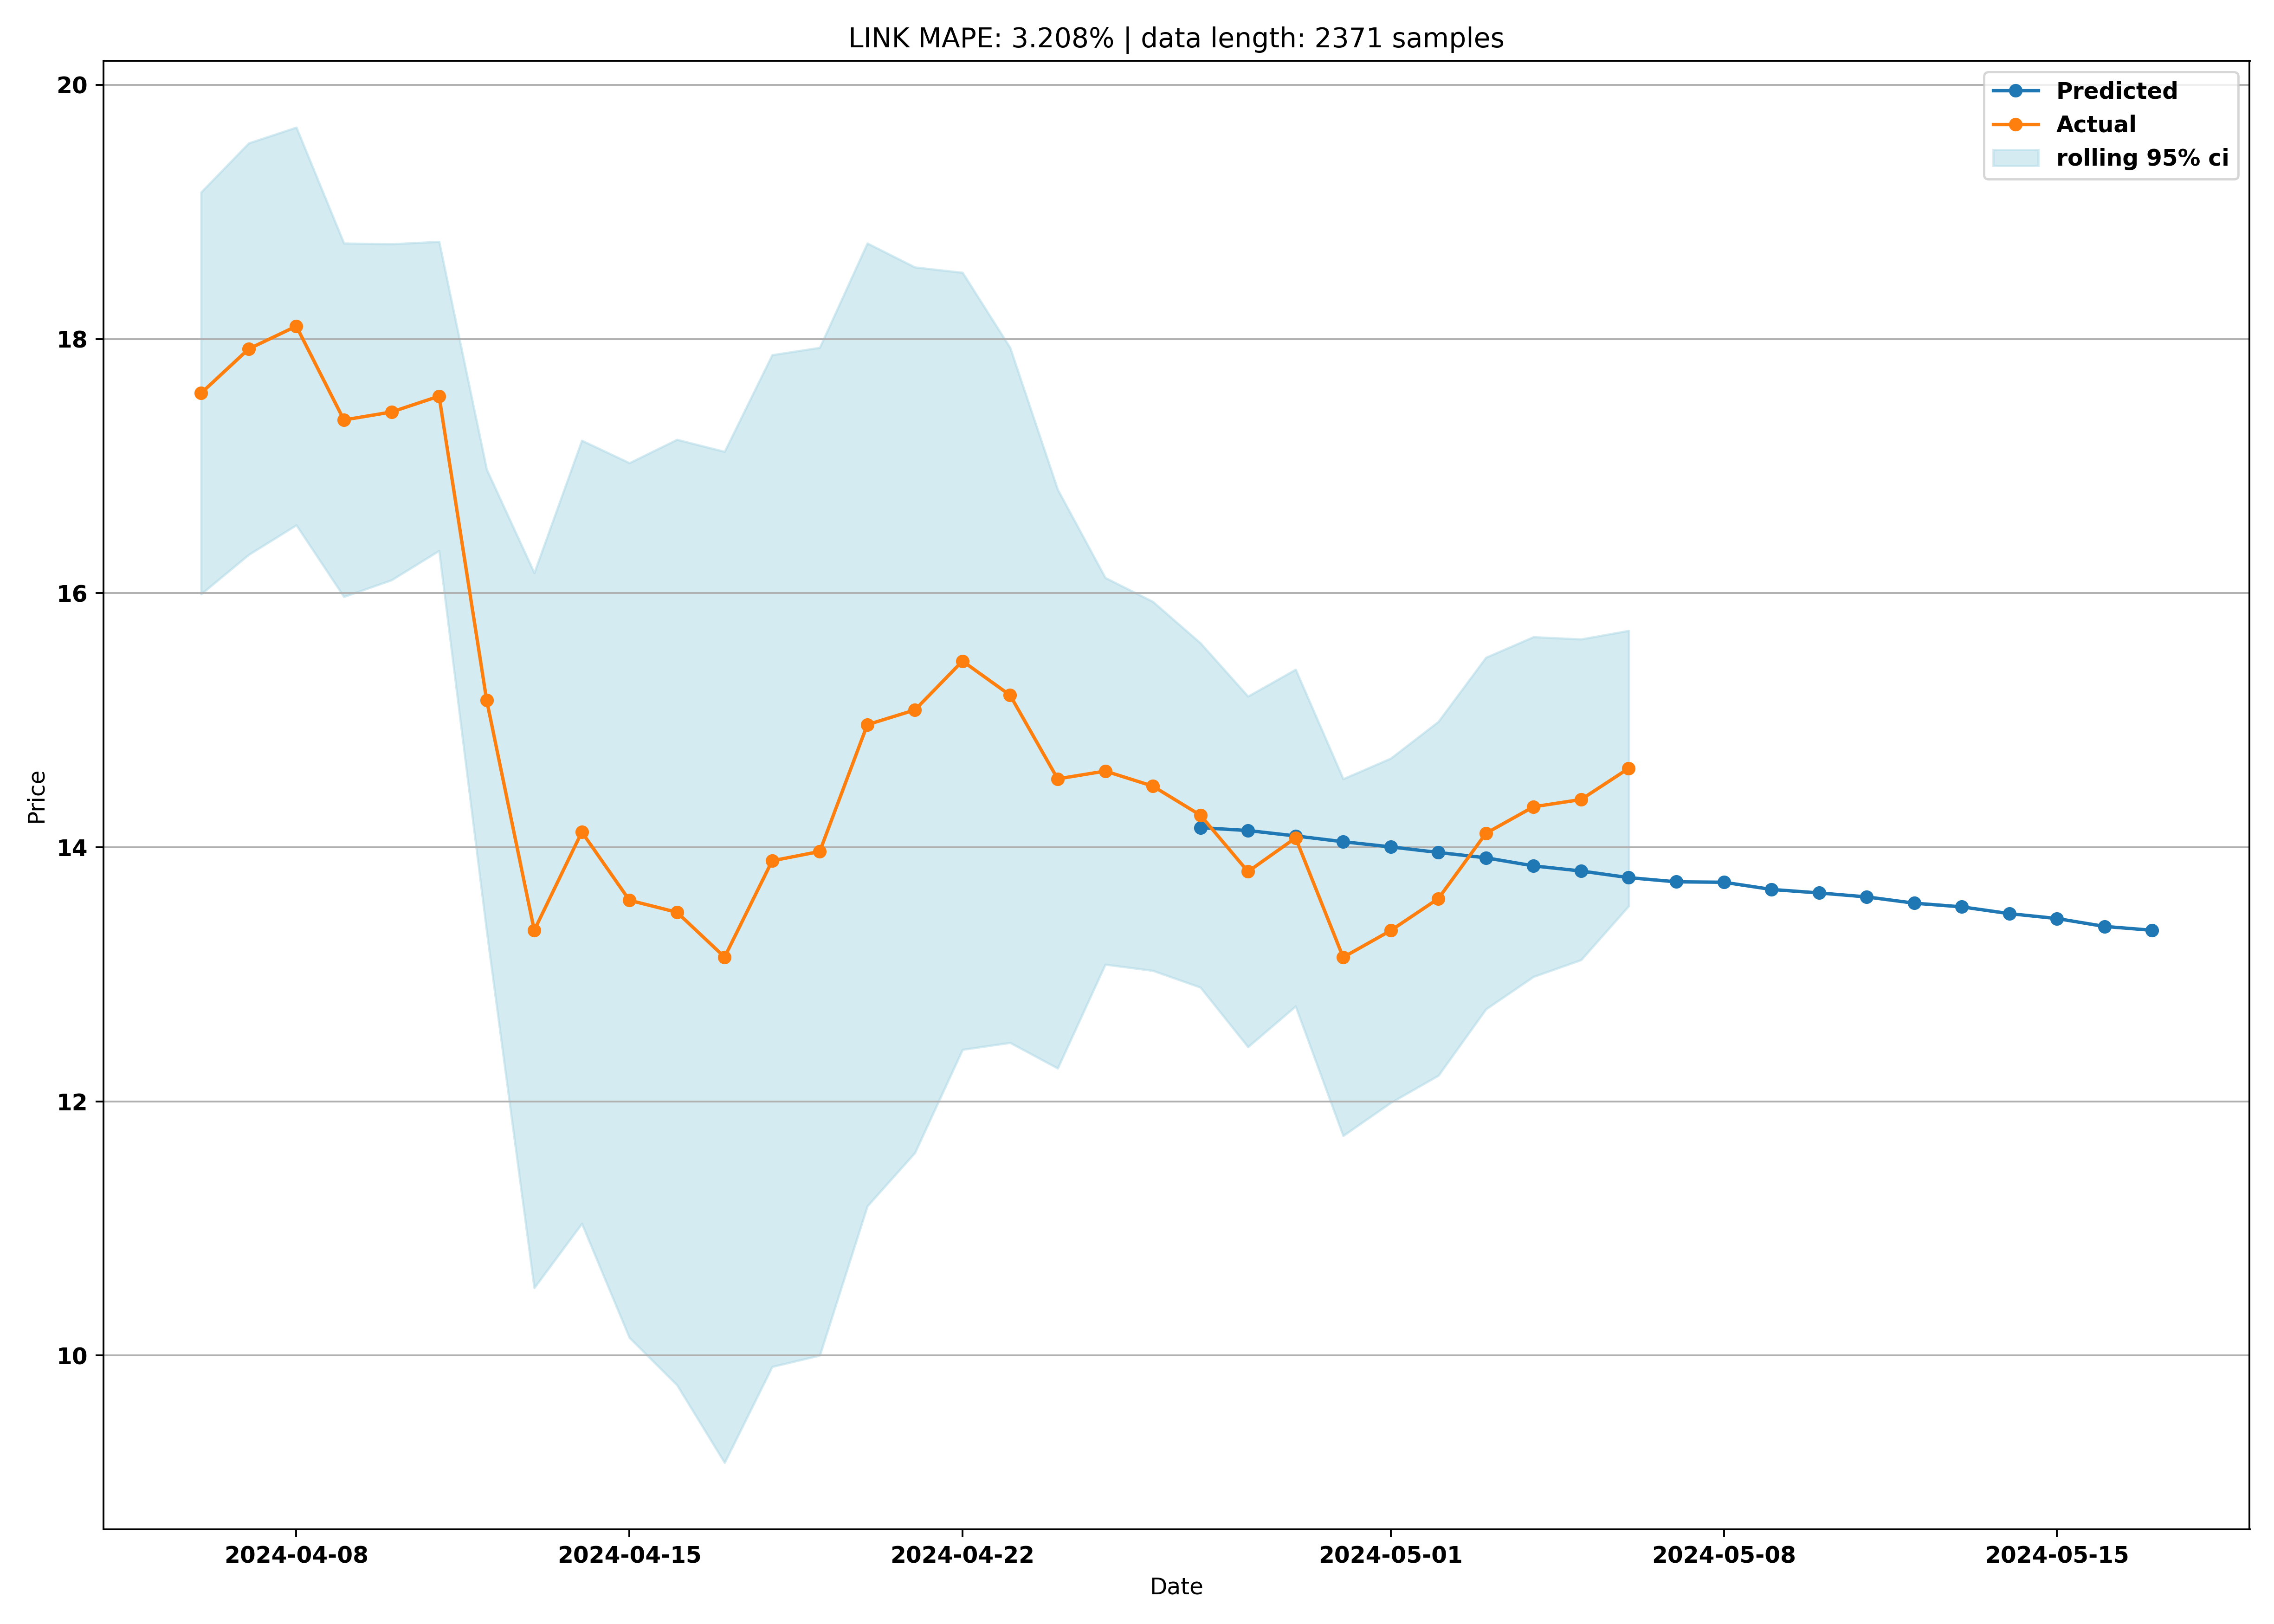 LINK MAPE: 3.208% | data length: 2371 samples
Predicted
Actual
rolling 95% ci
Price
20
18
16
14
12
10
2024-04-08
2024-04-15
2024-04-22
2024-05-01
2024-05-08
2024-05-15
Date